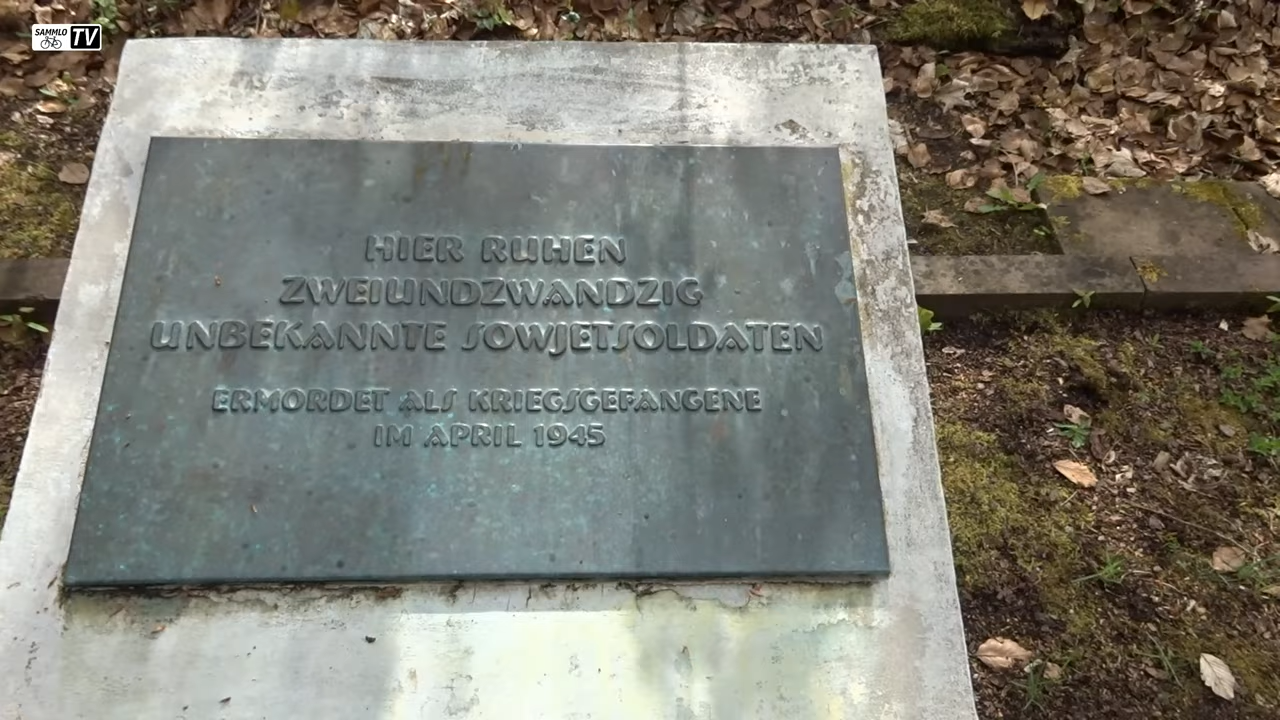 SAMMLO TV
HIER RUHEN
ZWEIUNDZWANDZIG
UNBEKANNTE SOWJETSOLDATEN
ERMORDET ALS KRIEGSGEFANGENE
IM APRIL 1945